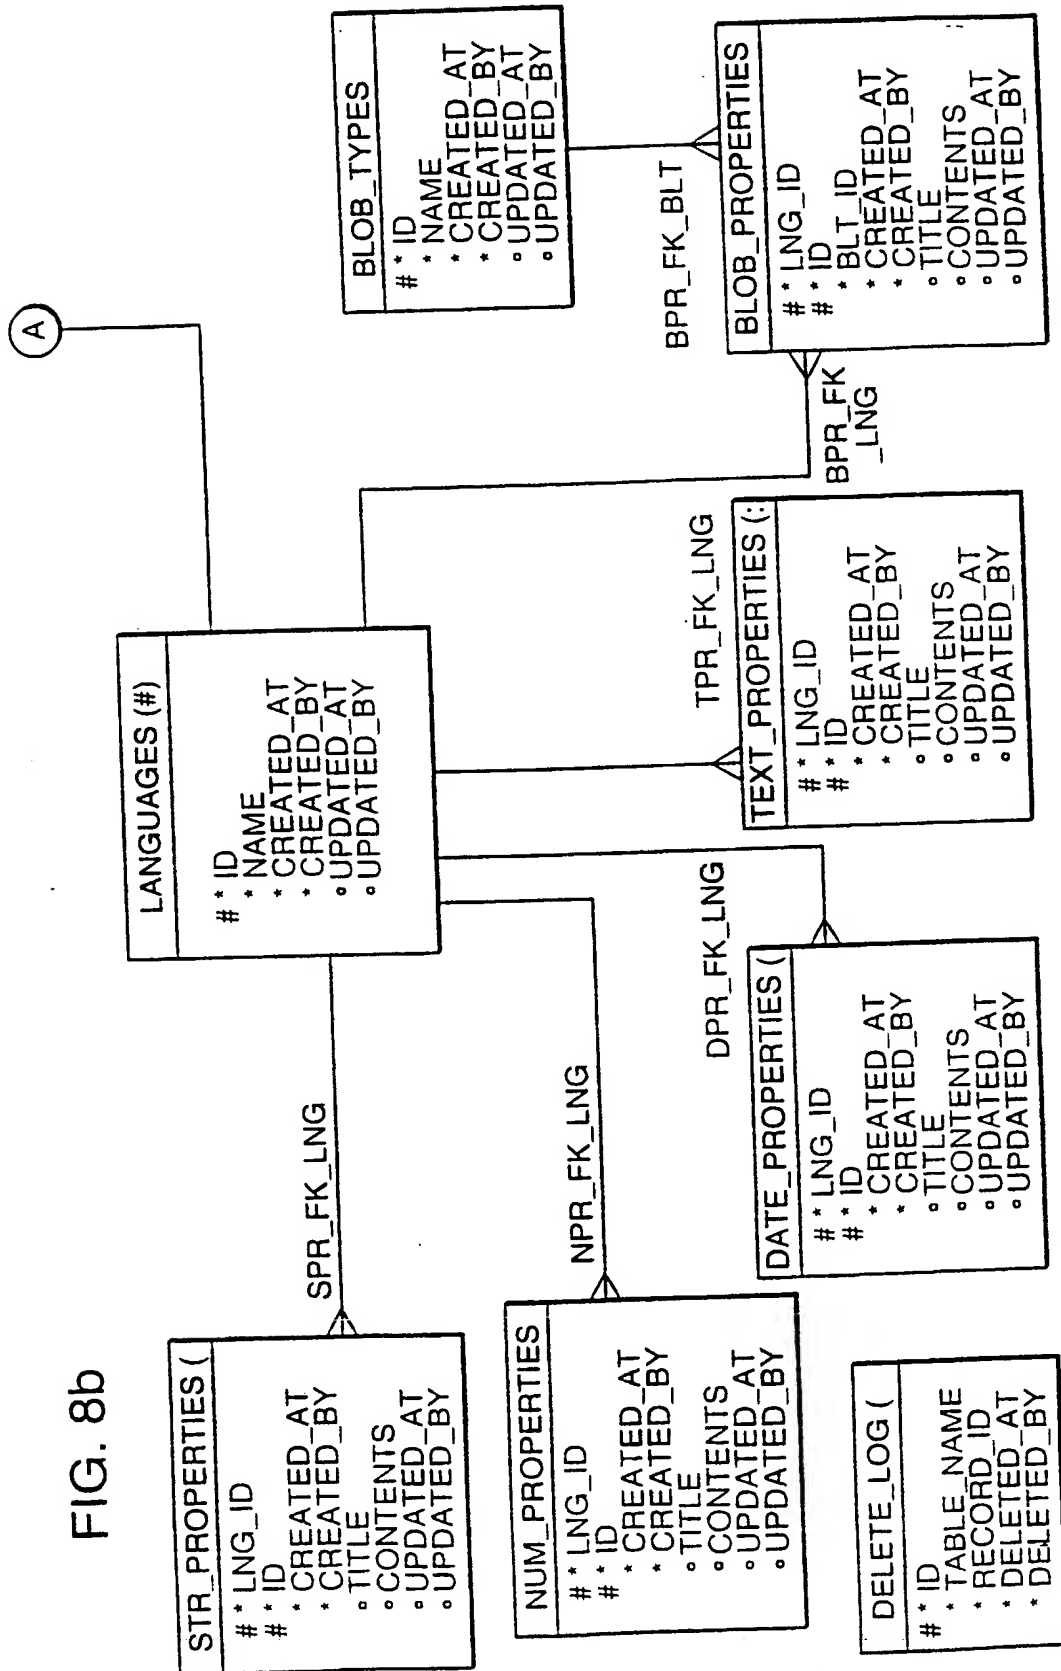 FIG. 8b
STR_PROPERTIES (
# * LNG_ID
# * ID
* CREATED_AT
* CREATED_BY
o TITLE
o CONTENTS
o UPDATED_AT
o UPDATED_BY
SPR_FK_LNG
LANGUAGES (#)
# * ID
* NAME
* CREATED_AT
* CREATED_BY
o UPDATED_AT
o UPDATED_BY
A
BLOB_TYPES
# * ID
* NAME
* CREATED_AT
* CREATED_BY
o UPDATED_AT
o UPDATED_BY
NUM_PROPERTIES
# * LNG_ID
# * ID
* CREATED_AT
* CREATED_BY
o TITLE
o CONTENTS
o UPDATED_AT
o UPDATED_BY
NPR_FK_LNG
DPR_FK_LNG
TPR_FK_LNG
BPR_FK_BLT
BPR_FK
_LNG
DATE_PROPERTIES (
# * LNG_ID
# * ID
* CREATED_AT
* CREATED_BY
o TITLE
o CONTENTS
o UPDATED_AT
o UPDATED_BY
TEXT_PROPERTIES (:
# * LNG_ID
# * ID
* CREATED_AT
* CREATED_BY
o TITLE
o CONTENTS
o UPDATED_AT
o UPDATED_BY
BLOB_PROPERTIES
# * LNG_ID
# * ID
* BLT_ID
* CREATED_AT
* CREATED_BY
o TITLE
o CONTENTS
o UPDATED_AT
o UPDATED_BY
DELETE_LOG (
# * ID
* TABLE_NAME
* RECORD_ID
* DELETED_AT
* DELETED_BY